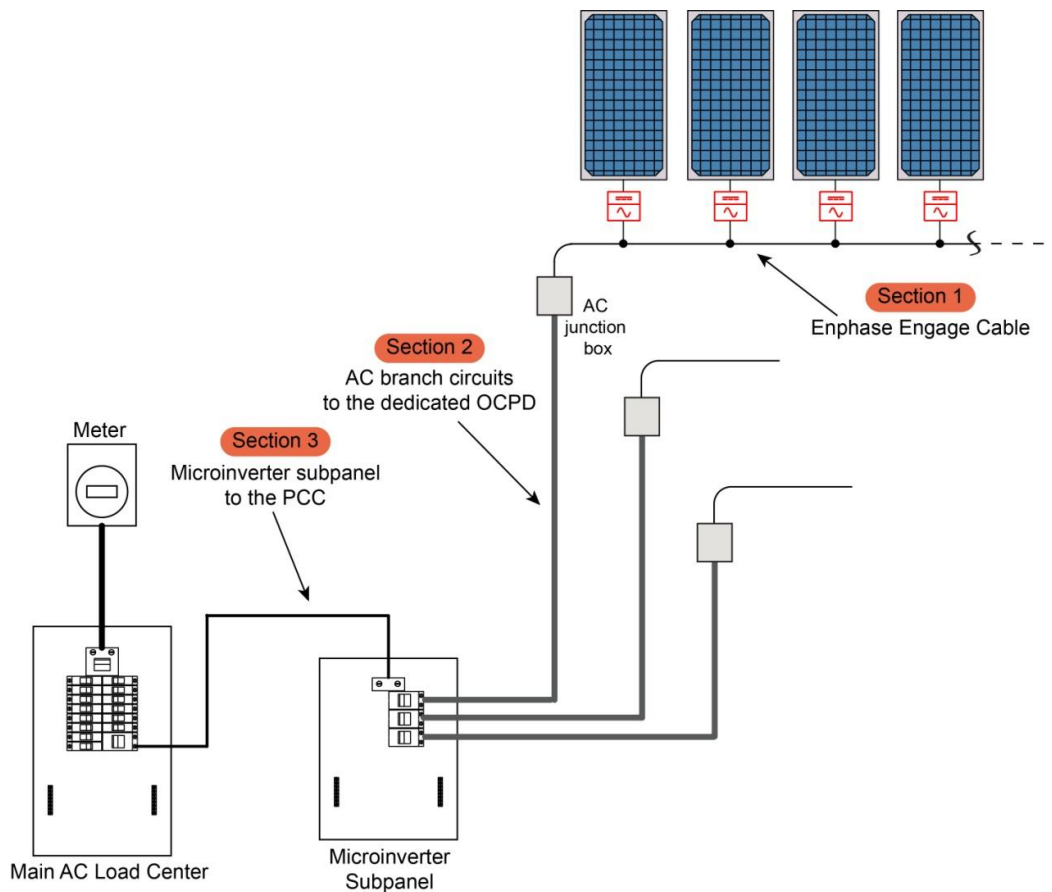 Section 1
Enphase Engage Cable
AC
junction
box
Section 2
AC branch circuits
to the dedicated OCPD
Meter
Section 3
Microinverter subpanel
to the PCC
Main AC Load Center
Microinverter
Subpanel